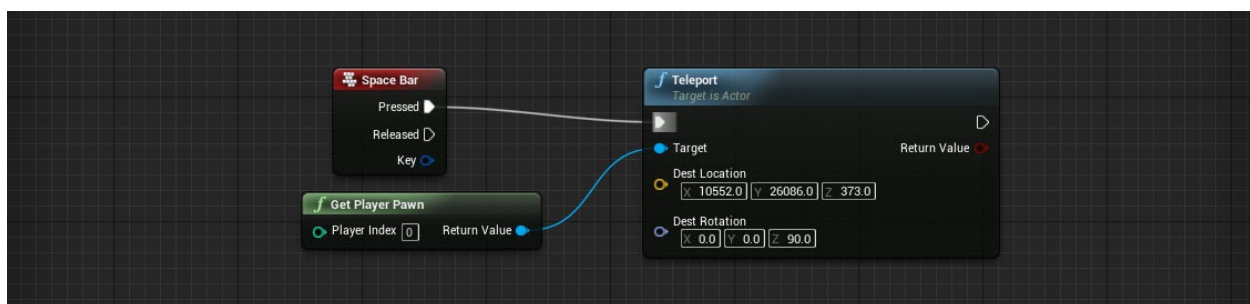 Space Bar
Pressed
Released
Key
f Get Player Pawn
Player Index 0 Return Value
f Teleport
Target is Actor
Target Return Value
Dest Location
X 10552.0 Y 26086.0 Z 373.0
Dest Rotation
X 0.0 Y 0.0 Z 90.0